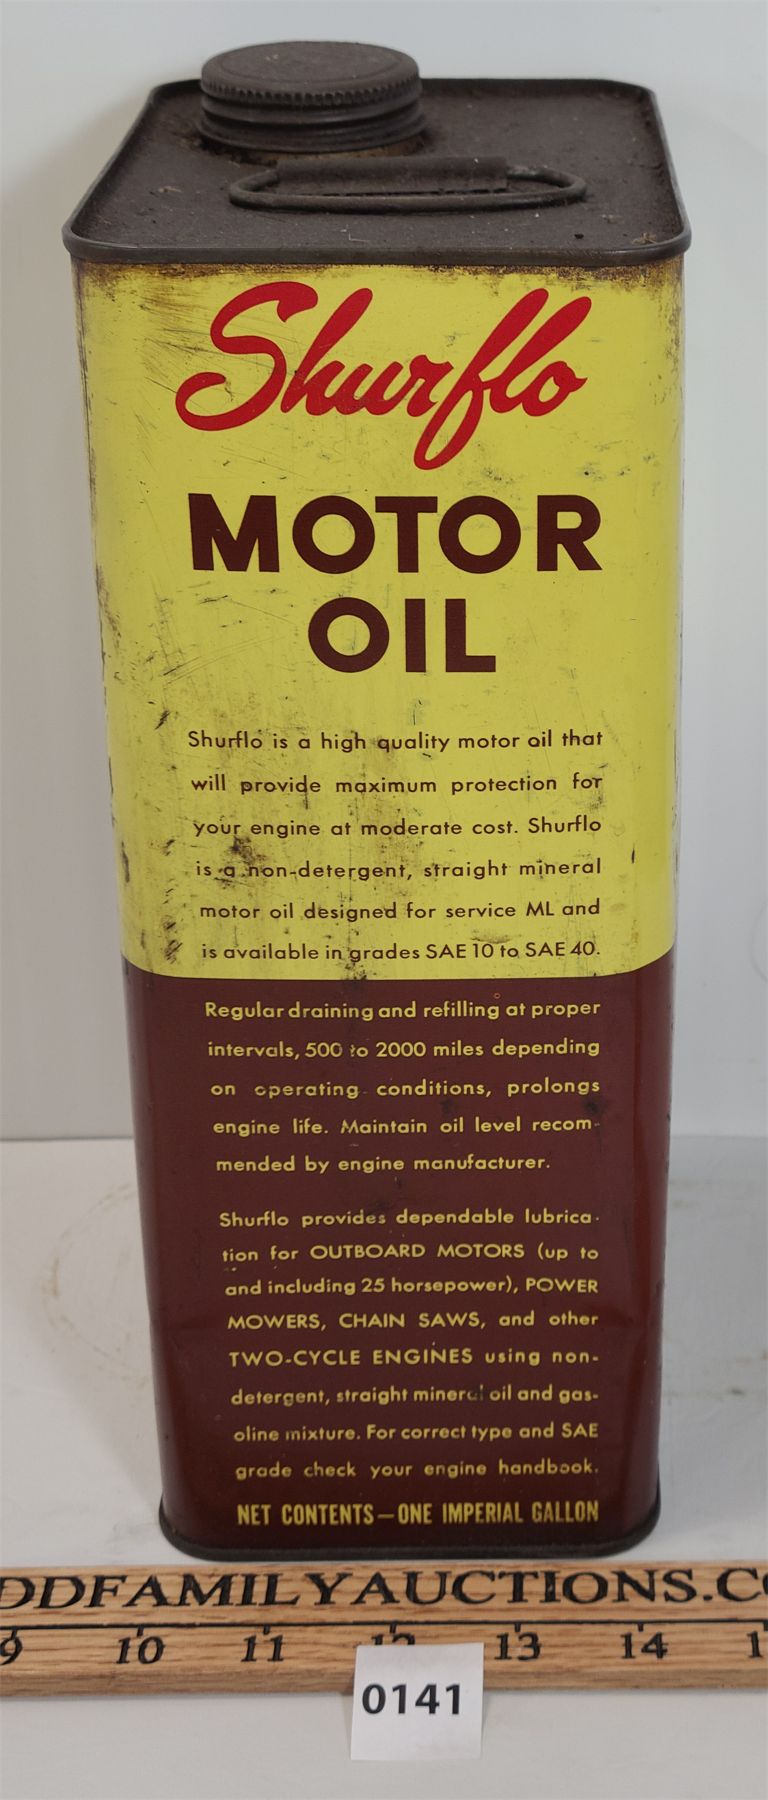 Shurflo
MOTOR
OIL
Shurflo is a high quality motor oil that
will provide maximum protection for
your engine at moderate cost. Shurflo
is a non-detergent, straight mineral
motor oil designed for service ML and
is available in grades SAE 10 to SAE 40.
Regular draining and refilling at proper
intervals, 500 to 2000 miles depending
on operating conditions, prolongs
engine life. Maintain oil level recom-
mended by engine manufacturer.
Shurflo provides dependable lubrica-
tion for OUTBOARD MOTORS (up to
and including 25 horsepower), POWER
MOWERS, CHAIN SAWS, and other
TWO-CYCLE ENGINES using non-
detergent, straight mineral oil and gas-
oline mixture. For correct type and SAE
grade check your engine handbook.
NET CONTENTS—ONE IMPERIAL GALLON
DDFAMILYAUCTIONS.C
9 10 11 12 13 14 1
0141